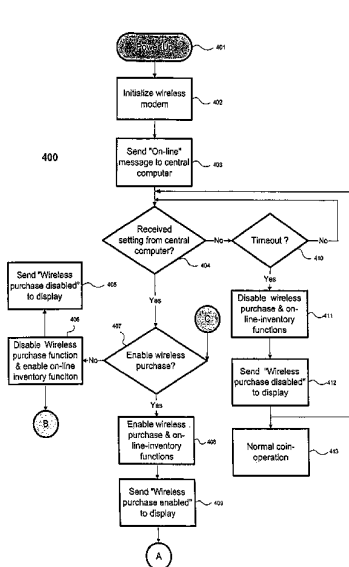 Power Up
401
Initialize wireless
modem
402
400
Send "On-line"
message to central
computer
403
Received
setting from central
computer?
404
No
Timeout ?
No
410
Yes
Yes
Send "Wireless
purchase disabled"
to display
405
Disable wireless
purchase & on-
line-inventory
functions
411
C
406
407
Disable Wireless
purchase function
& enable on-line
inventory funciton
No
Enable wireless
purchase?
Send "Wireless
purchase disabled"
to display
412
B
Yes
Enable wireless
purchase & on-
line-inventory
functions
408
Normal coin-
operation
413
Send "Wireless
purchase enabled"
to display
409
A